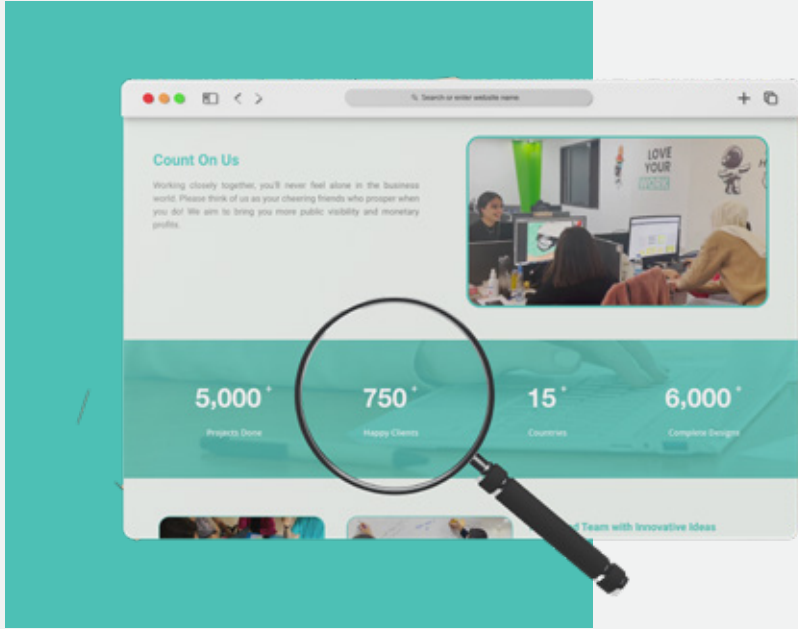 Search or enter website name
Count On Us
Working closely together, you'll never feel alone in the business
world. Please think of us as your cheering friends who prosper when
you do! We aim to bring you more public visibility and monetary
profits.
LOVE
YOUR
WORK
H
5,000+
750+
15+
6,000+
Projects Done
Happy Clients
Countries
Complete Designs
d Team with Innovative Ideas